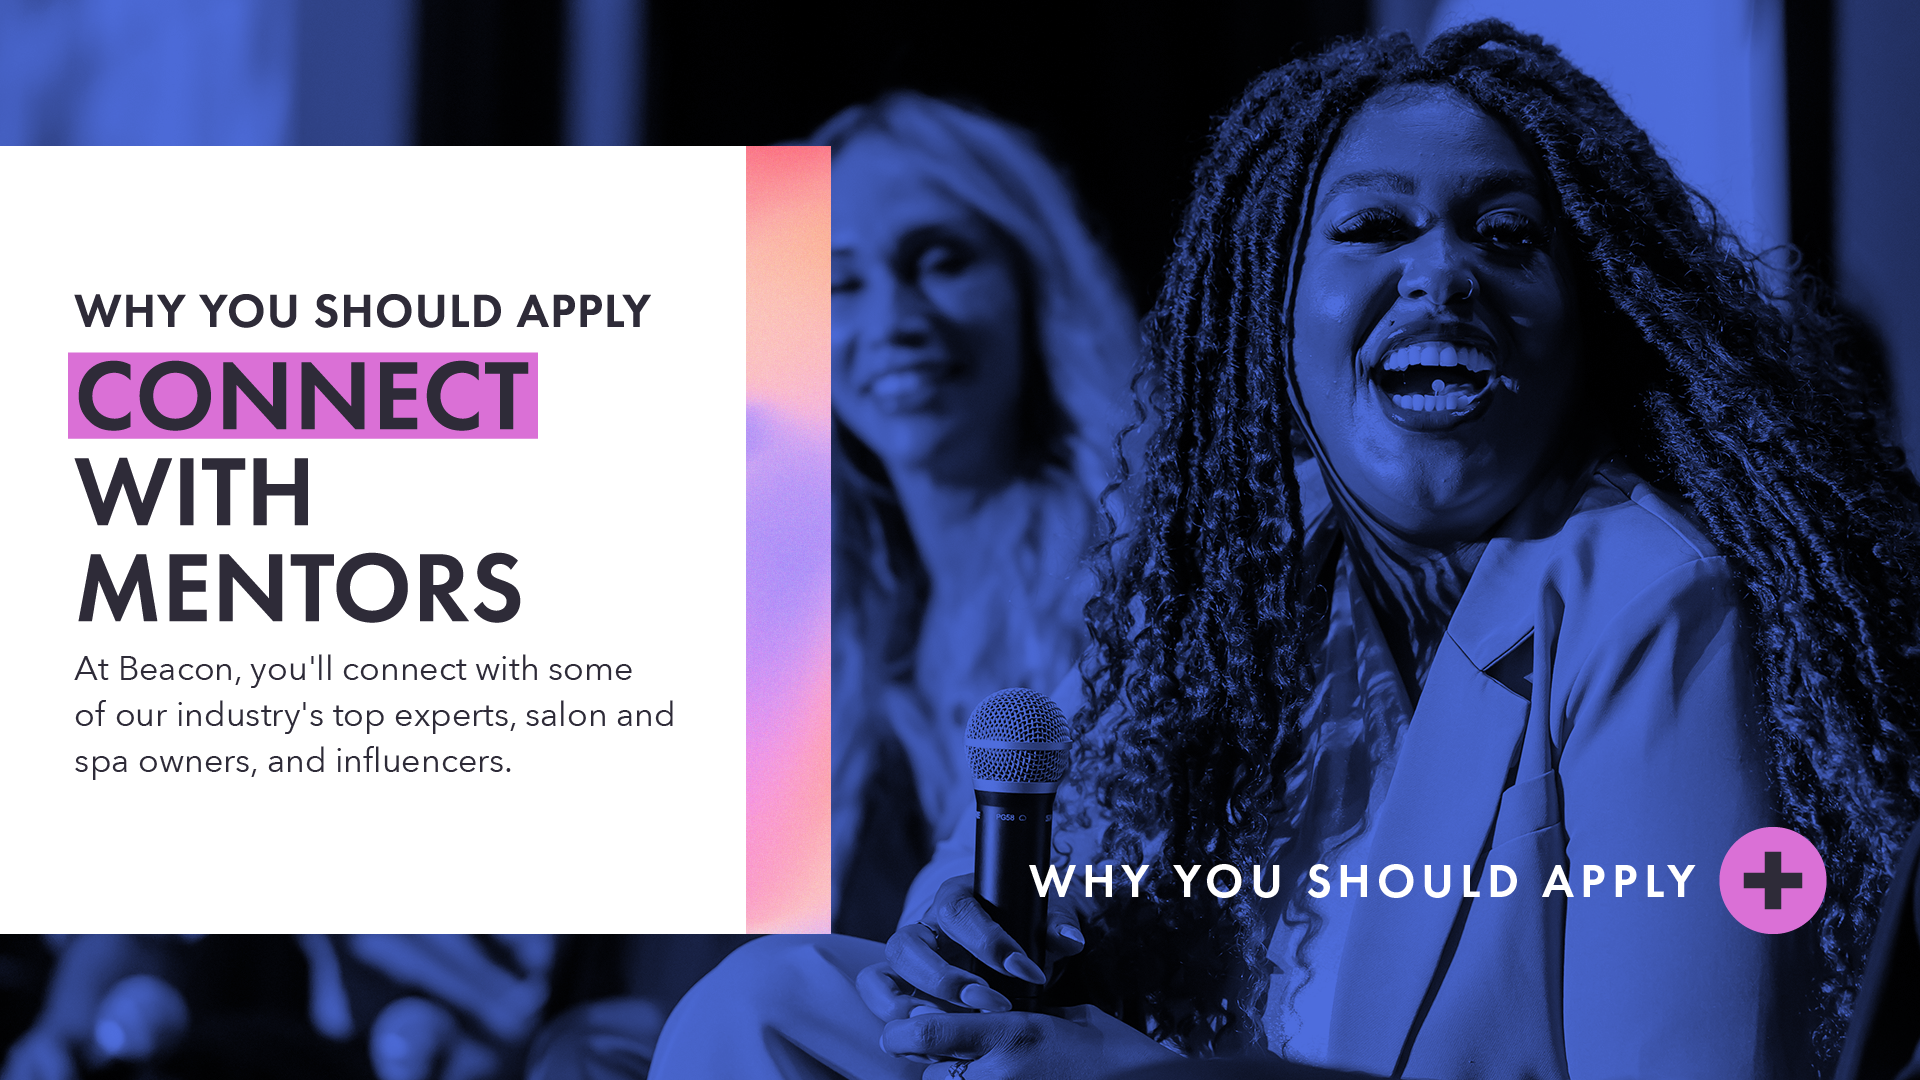 WHY YOU SHOULD APPLY
CONNECT
WITH
MENTORS
At Beacon, you'll connect with some
of our industry's top experts, salon and
spa owners, and influencers.
PG58
WHY YOU SHOULD APPLY